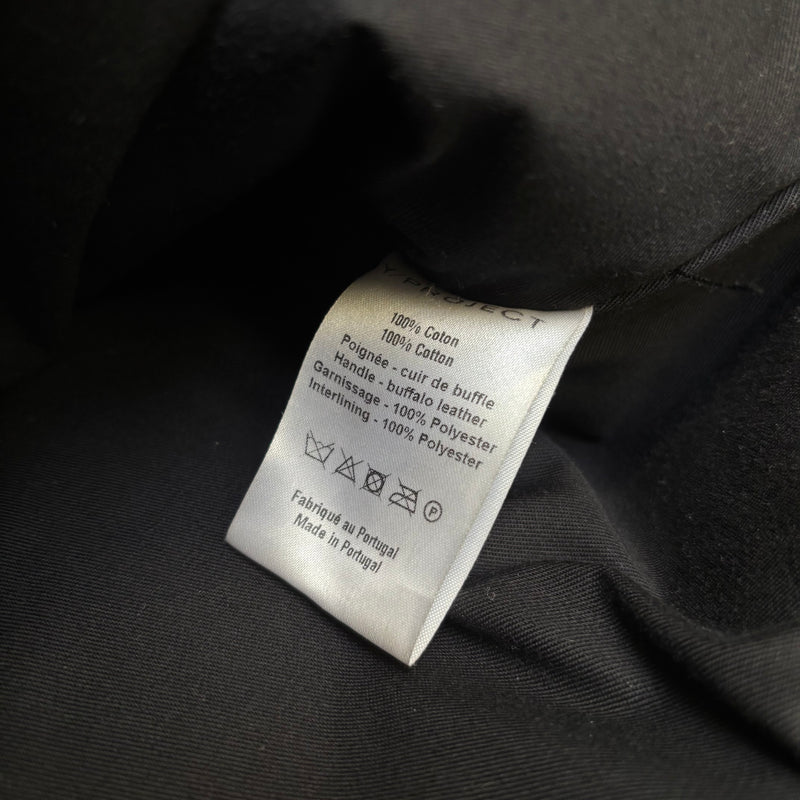 Y PROJECT
100% Coton
100% Cotton
Poignée - cuir de buffle
Handle - buffalo leather
Garnissage - 100% Polyester
Interlining - 100% Polyester
P
Fabriqué au Portugal
Made in Portugal